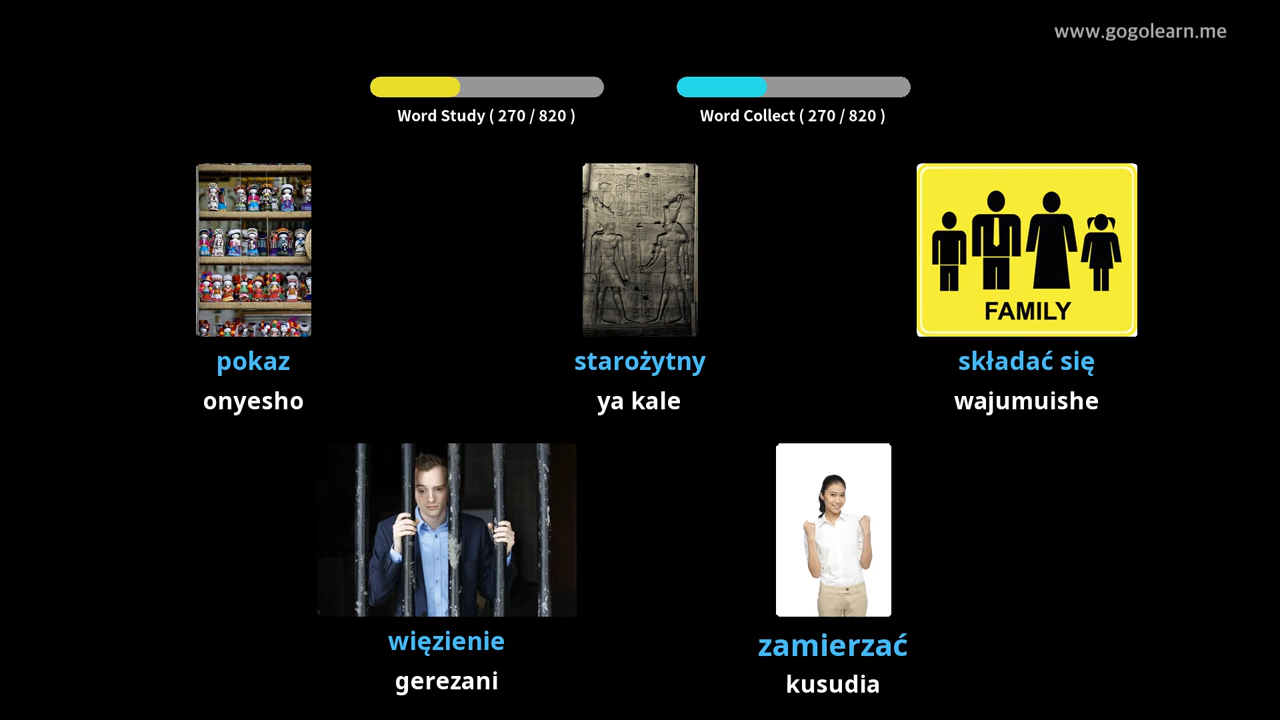 www.gogolearn.me
Word Study ( 270 / 820 )
Word Collect ( 270 / 820 )
FAMILY
pokaz
starożytny
składać się
onyesho
ya kale
wajumuishe
więzienie
zamierzać
gerezani
kusudia